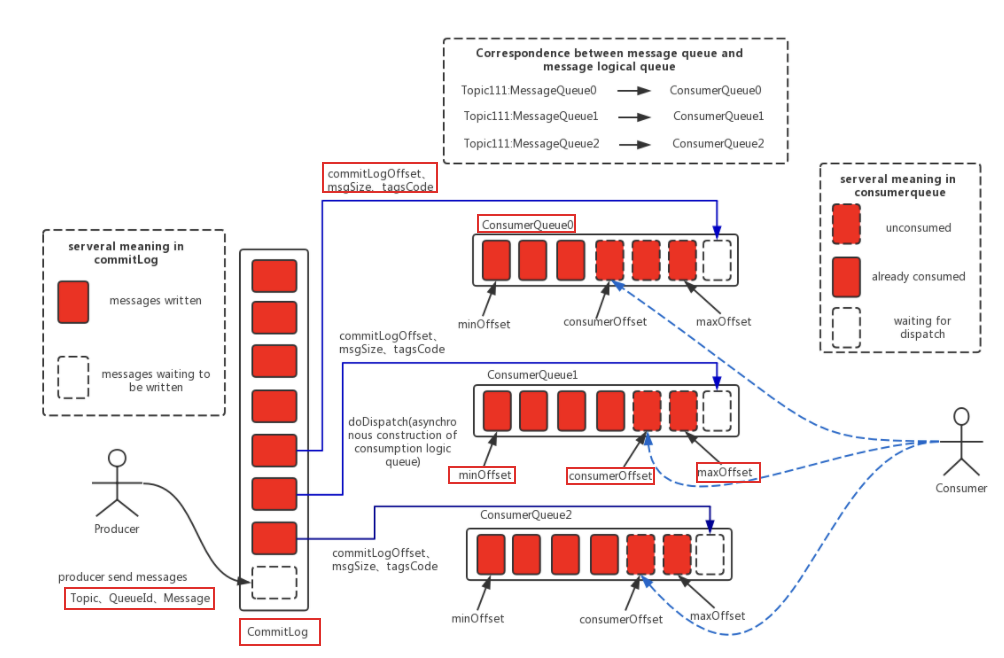 Correspondence between message queue and
message logical queue
Topic111:MessageQueue0
ConsumerQueue0
Topic111:MessageQueue1
ConsumerQueue1
Topic111:MessageQueue2
ConsumerQueue2
commitLogOffset、
msgSize、tagsCode
serveral meaning in
consumerqueue
unconsumed
already consumed
waiting for
dispatch
serveral meaning in
commitLog
messages written
messages waiting to
be written
ConsumerQueue0
minOffset
consumerOffset
maxOffset
commitLogOffset、
msgSize、tagsCode
ConsumerQueue1
doDispatch(asynchro
nous construction of
consumption logic
queue)
minOffset
consumerOffset
maxOffset
Consumer
Producer
ConsumerQueue2
commitLogOffset、
msgSize、tagsCode
producer send messages
Topic、QueueId、Message
minOffset
consumerOffset
maxOffset
CommitLog